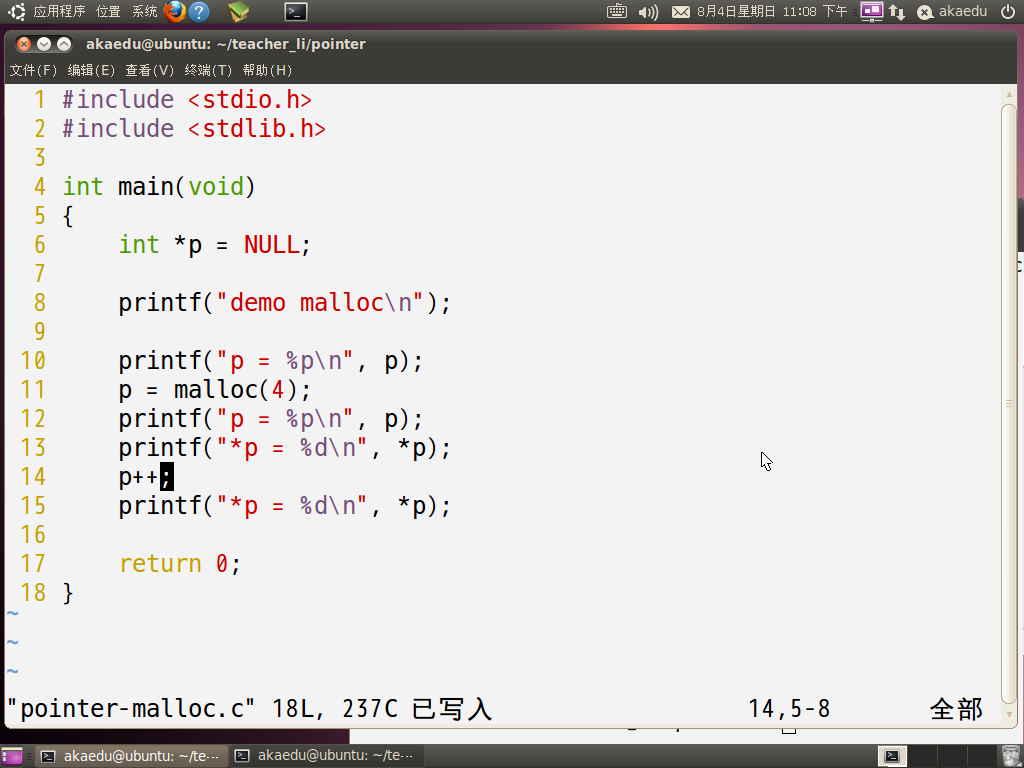 应用程序 位置 系统 8月4日星期日 11:08 下午 akaedu
akaedu@ubuntu: ~/teacher_li/pointer
文件(F) 编辑(E) 查看(V) 终端(T) 帮助(H)
1 #include <stdio.h>
2 #include <stdlib.h>
3
4 int main(void)
5 {
6 int *p = NULL;
7
8 printf("demo malloc\n");
9
10 printf("p = %p\n", p);
11 p = malloc(4);
12 printf("p = %p\n", p);
13 printf("*p = %d\n", *p);
14 p++;
15 printf("*p = %d\n", *p);
16
17 return 0;
18 }
~
~
~
"pointer-malloc.c" 18L, 237C 已写入 14,5-8 全部
akaedu@ubuntu: ~/te··· akaedu@ubuntu: ~/te···